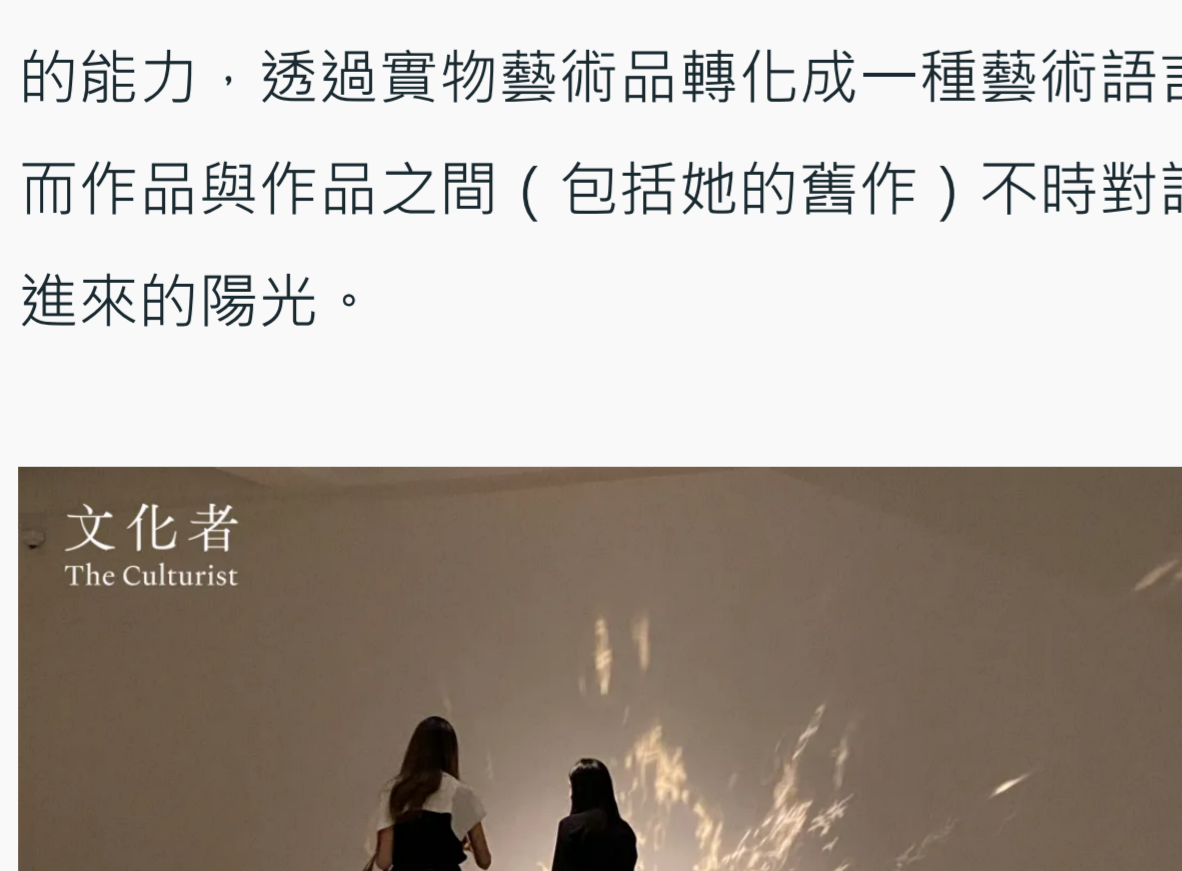 的能力，透過實物藝術品轉化成一種藝術語
而作品與作品之間（包括她的舊作）不時對
進來的陽光。
文化者
The Culturist